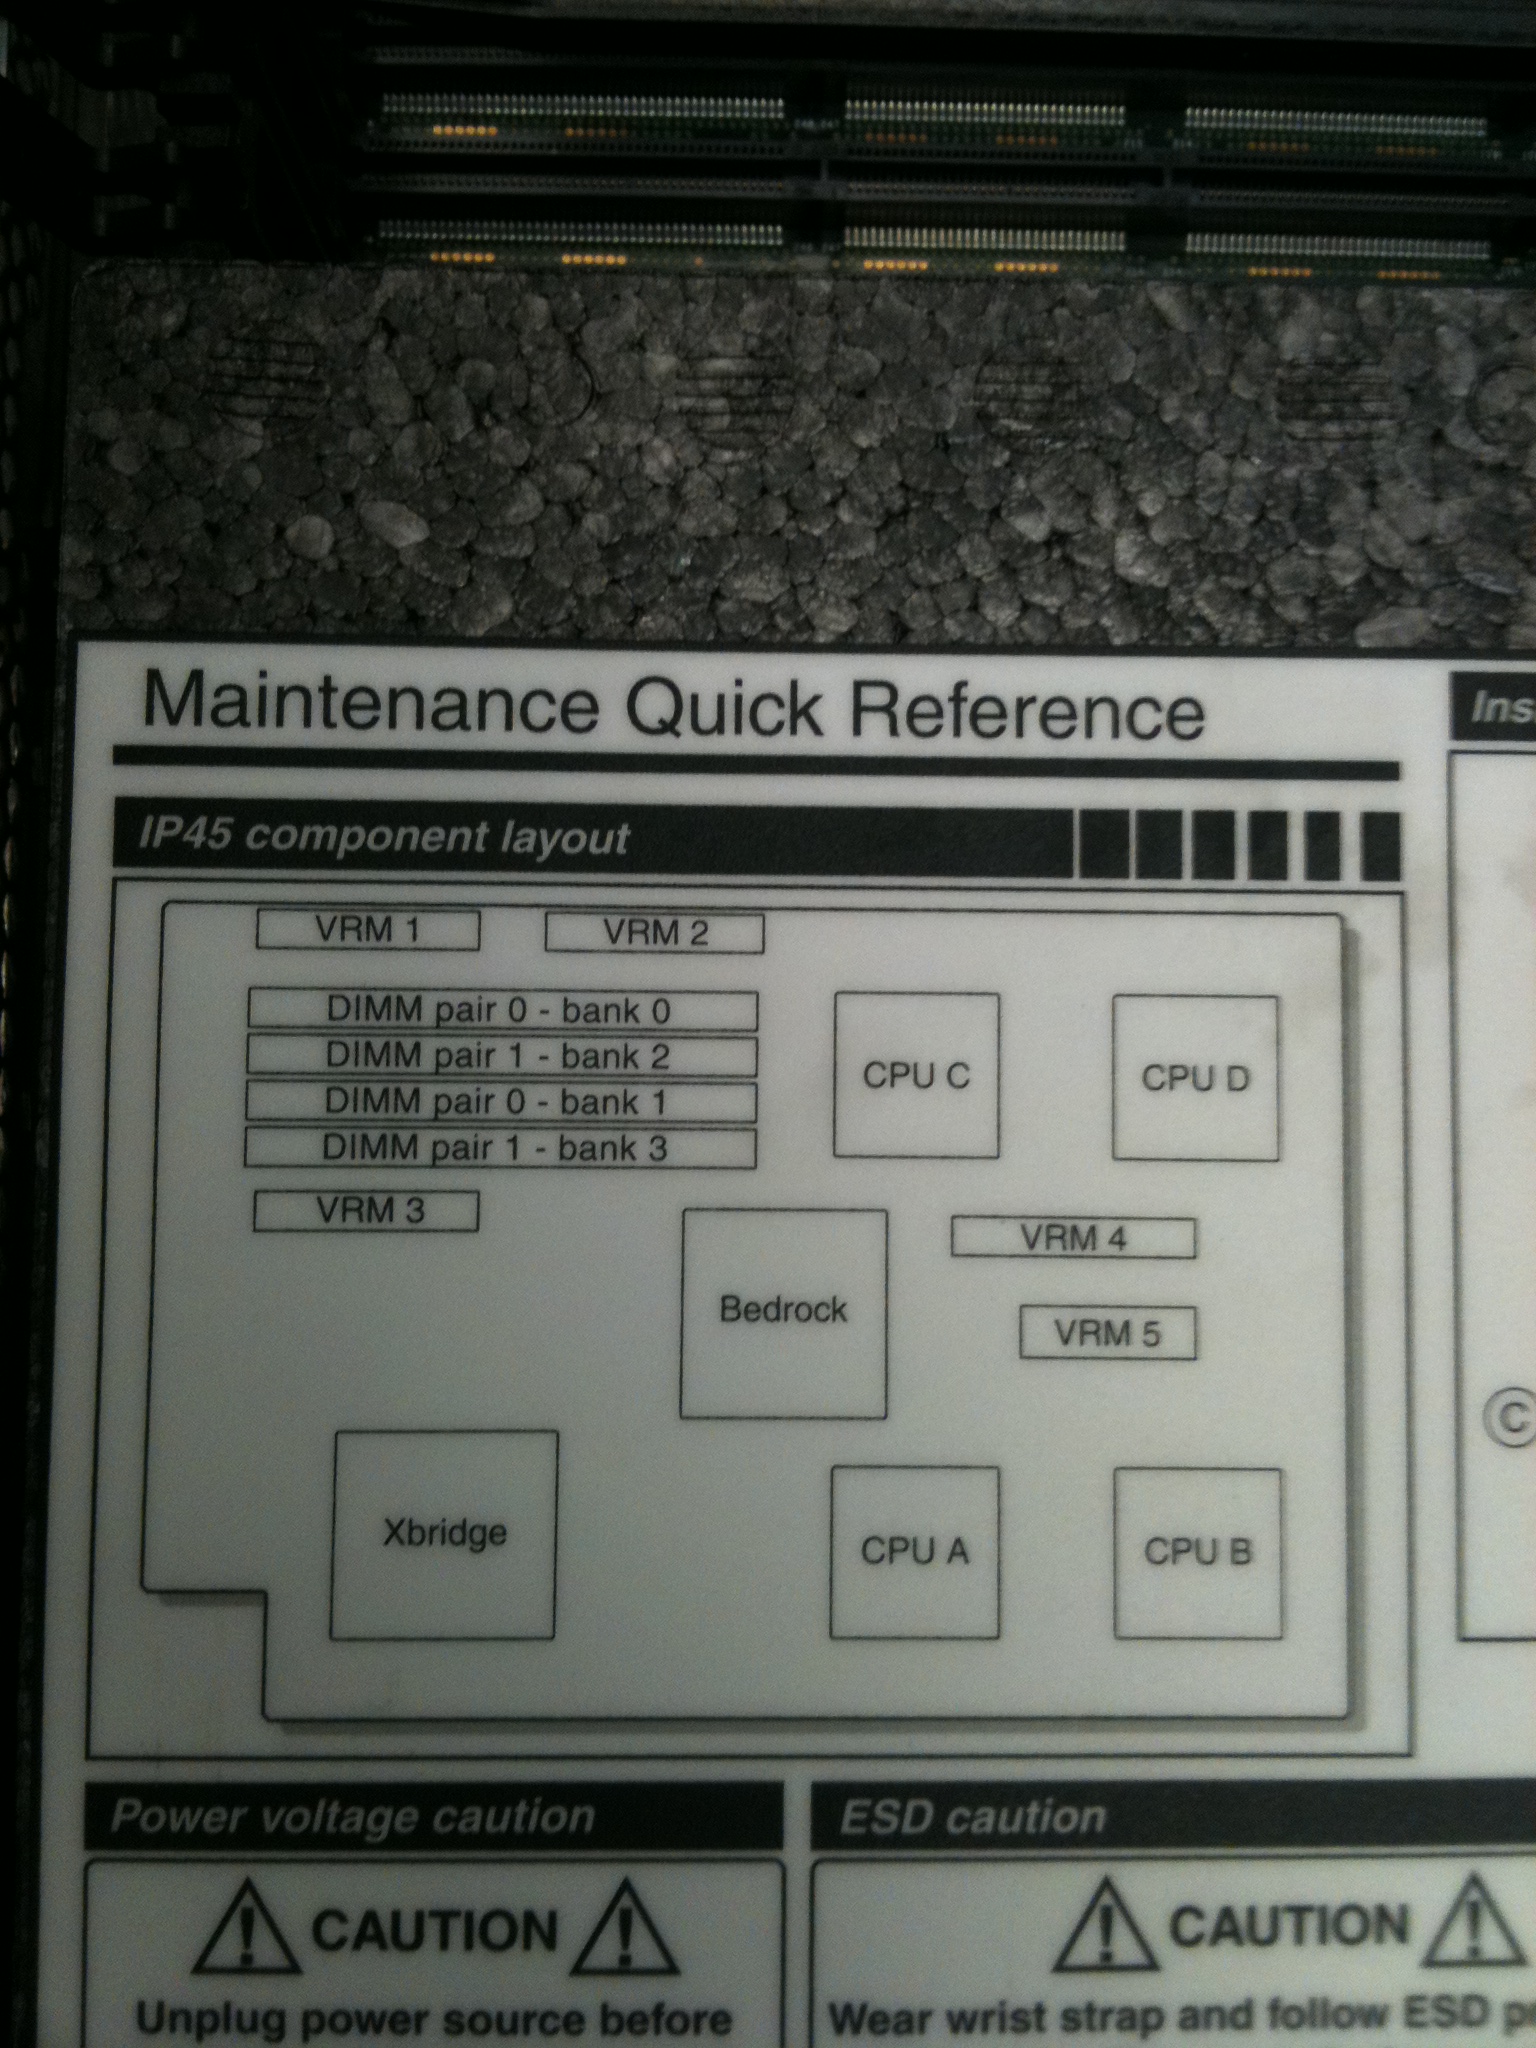 Maintenance Quick Reference
IP45 component layout
VRM 1
VRM 2
DIMM pair 0 - bank 0
DIMM pair 1 - bank 2
DIMM pair 0 - bank 1
DIMM pair 1 - bank 3
CPU C
CPU D
VRM 3
VRM 4
Bedrock
VRM 5
Xbridge
CPU A
CPU B
Ins
©
Power voltage caution
CAUTION
Unplug power source before
ESD caution
CAUTION
Wear wrist strap and follow ESD